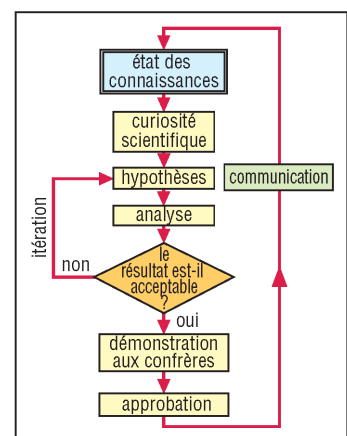 état des
connaissances
curiosité
scientifique
hypothèses
communication
analyse
itération
non
le
résultat est-il
acceptable
?
oui
démonstration
aux confrères
approbation